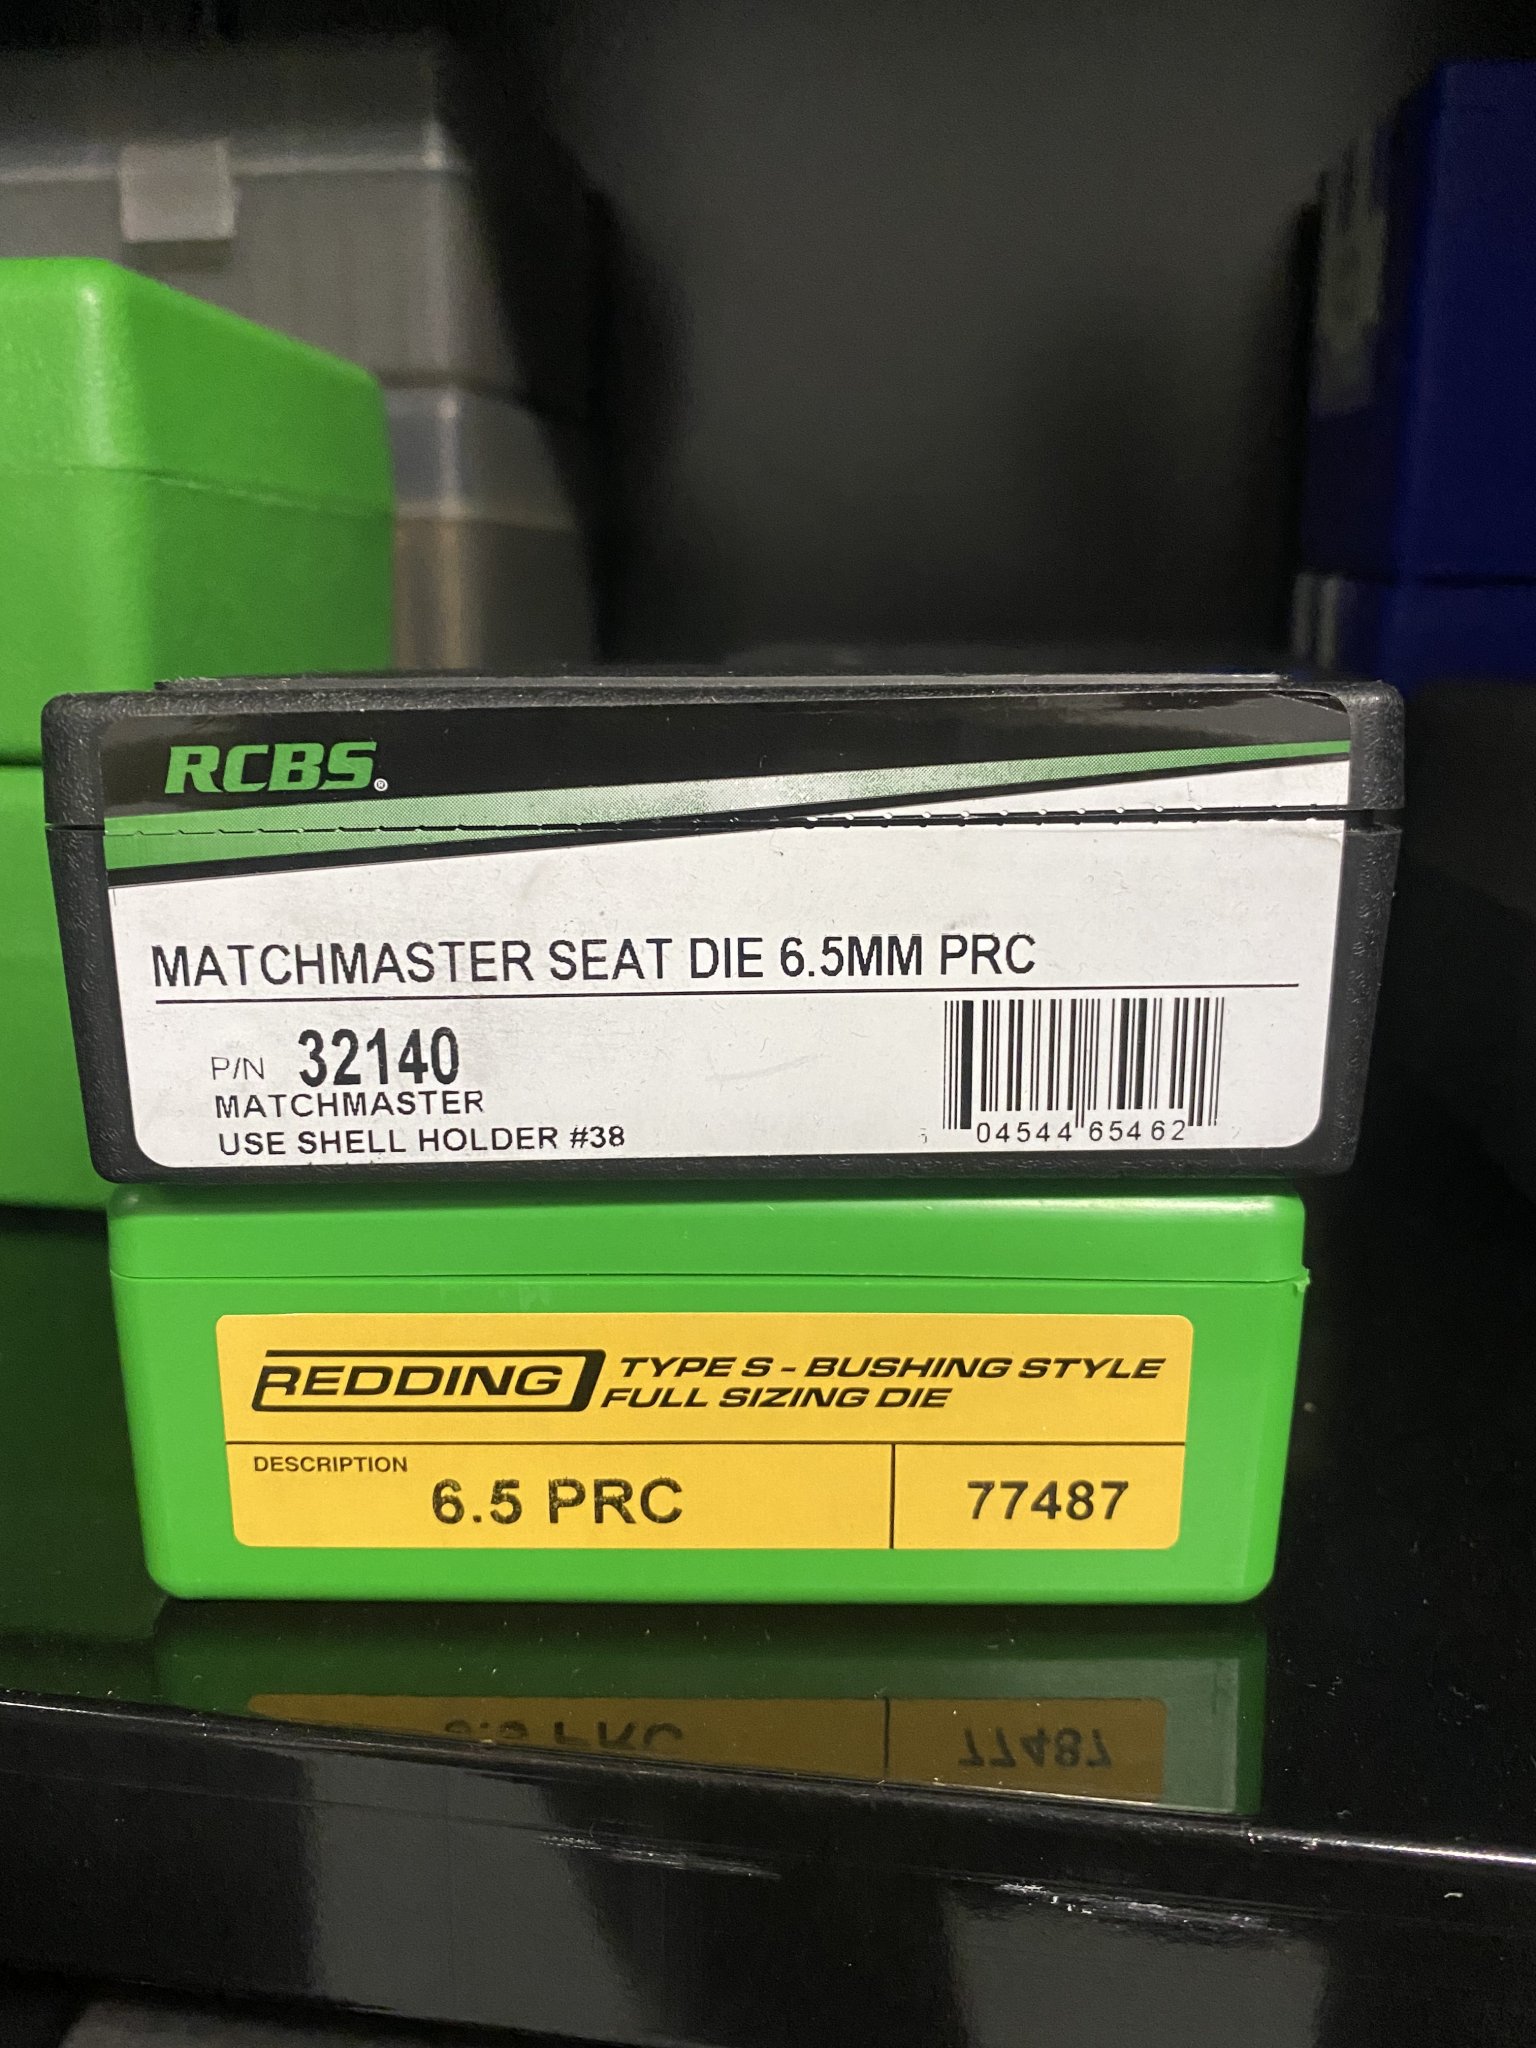 RCBS®
MATCHMASTER SEAT DIE 6.5MM PRC
P/N 32140
MATCHMASTER
USE SHELL HOLDER #38
04544 65462
REDDING TYPE S - BUSHING STYLE
FULL SIZING DIE
DESCRIPTION
6.5 PRC 77487